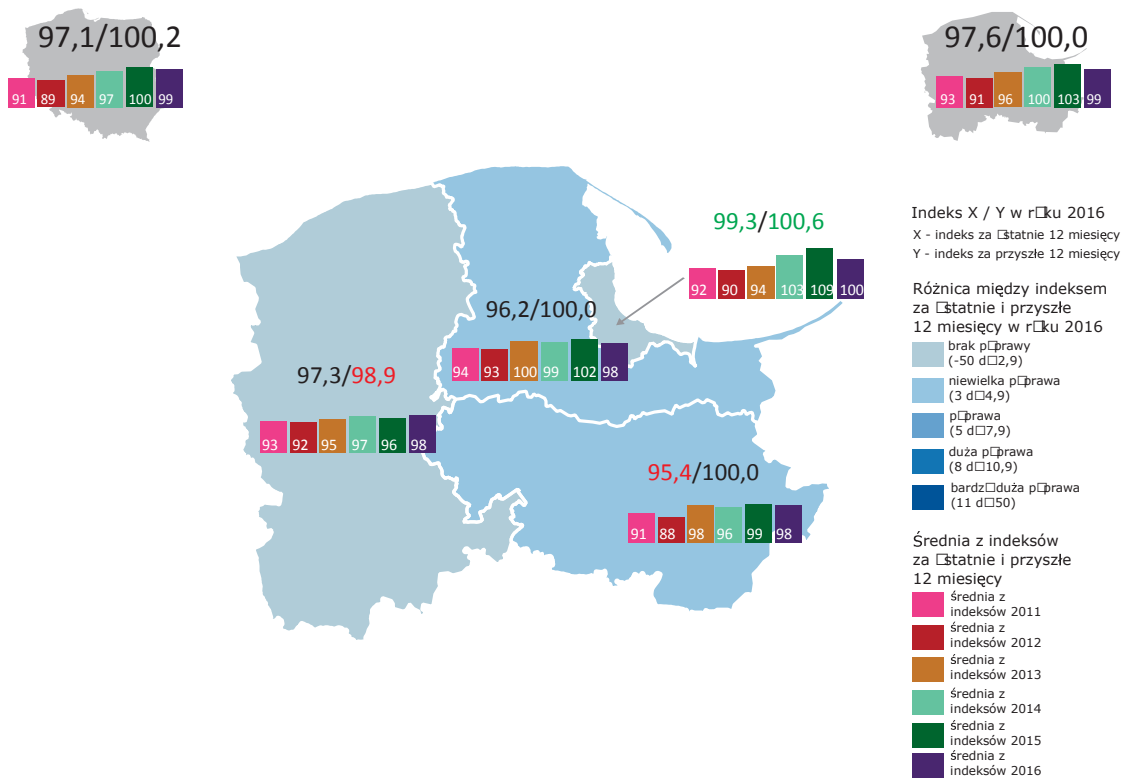 97,1/100,2
91 89 94 97 100 99
97,6/100,0
93 91 96 100 103 99
99,3/100,6
92 90 94 103 109 100
96,2/100,0
94 93 100 99 102 98
97,3/98,9
93 92 95 97 96 98
95,4/100,0
91 88 98 96 99 98
Indeks X / Y w r□ku 2016
X - indeks za □statnie 12 miesięcy
Y - indeks za przyszłe 12 miesięcy
Różnica między indeksem
za □statnie i przyszłe
12 miesięcy w r□ku 2016
brak p□prawy
(-50 d□2,9)
niewielka p□prawa
(3 d□4,9)
p□prawa
(5 d□7,9)
duża p□prawa
(8 d□10,9)
bardz□duża p□prawa
(11 d□50)
Średnia z indeksów
za □statnie i przyszłe
12 miesięcy
średnia z
indeksów 2011
średnia z
indeksów 2012
średnia z
indeksów 2013
średnia z
indeksów 2014
średnia z
indeksów 2015
średnia z
indeksów 2016